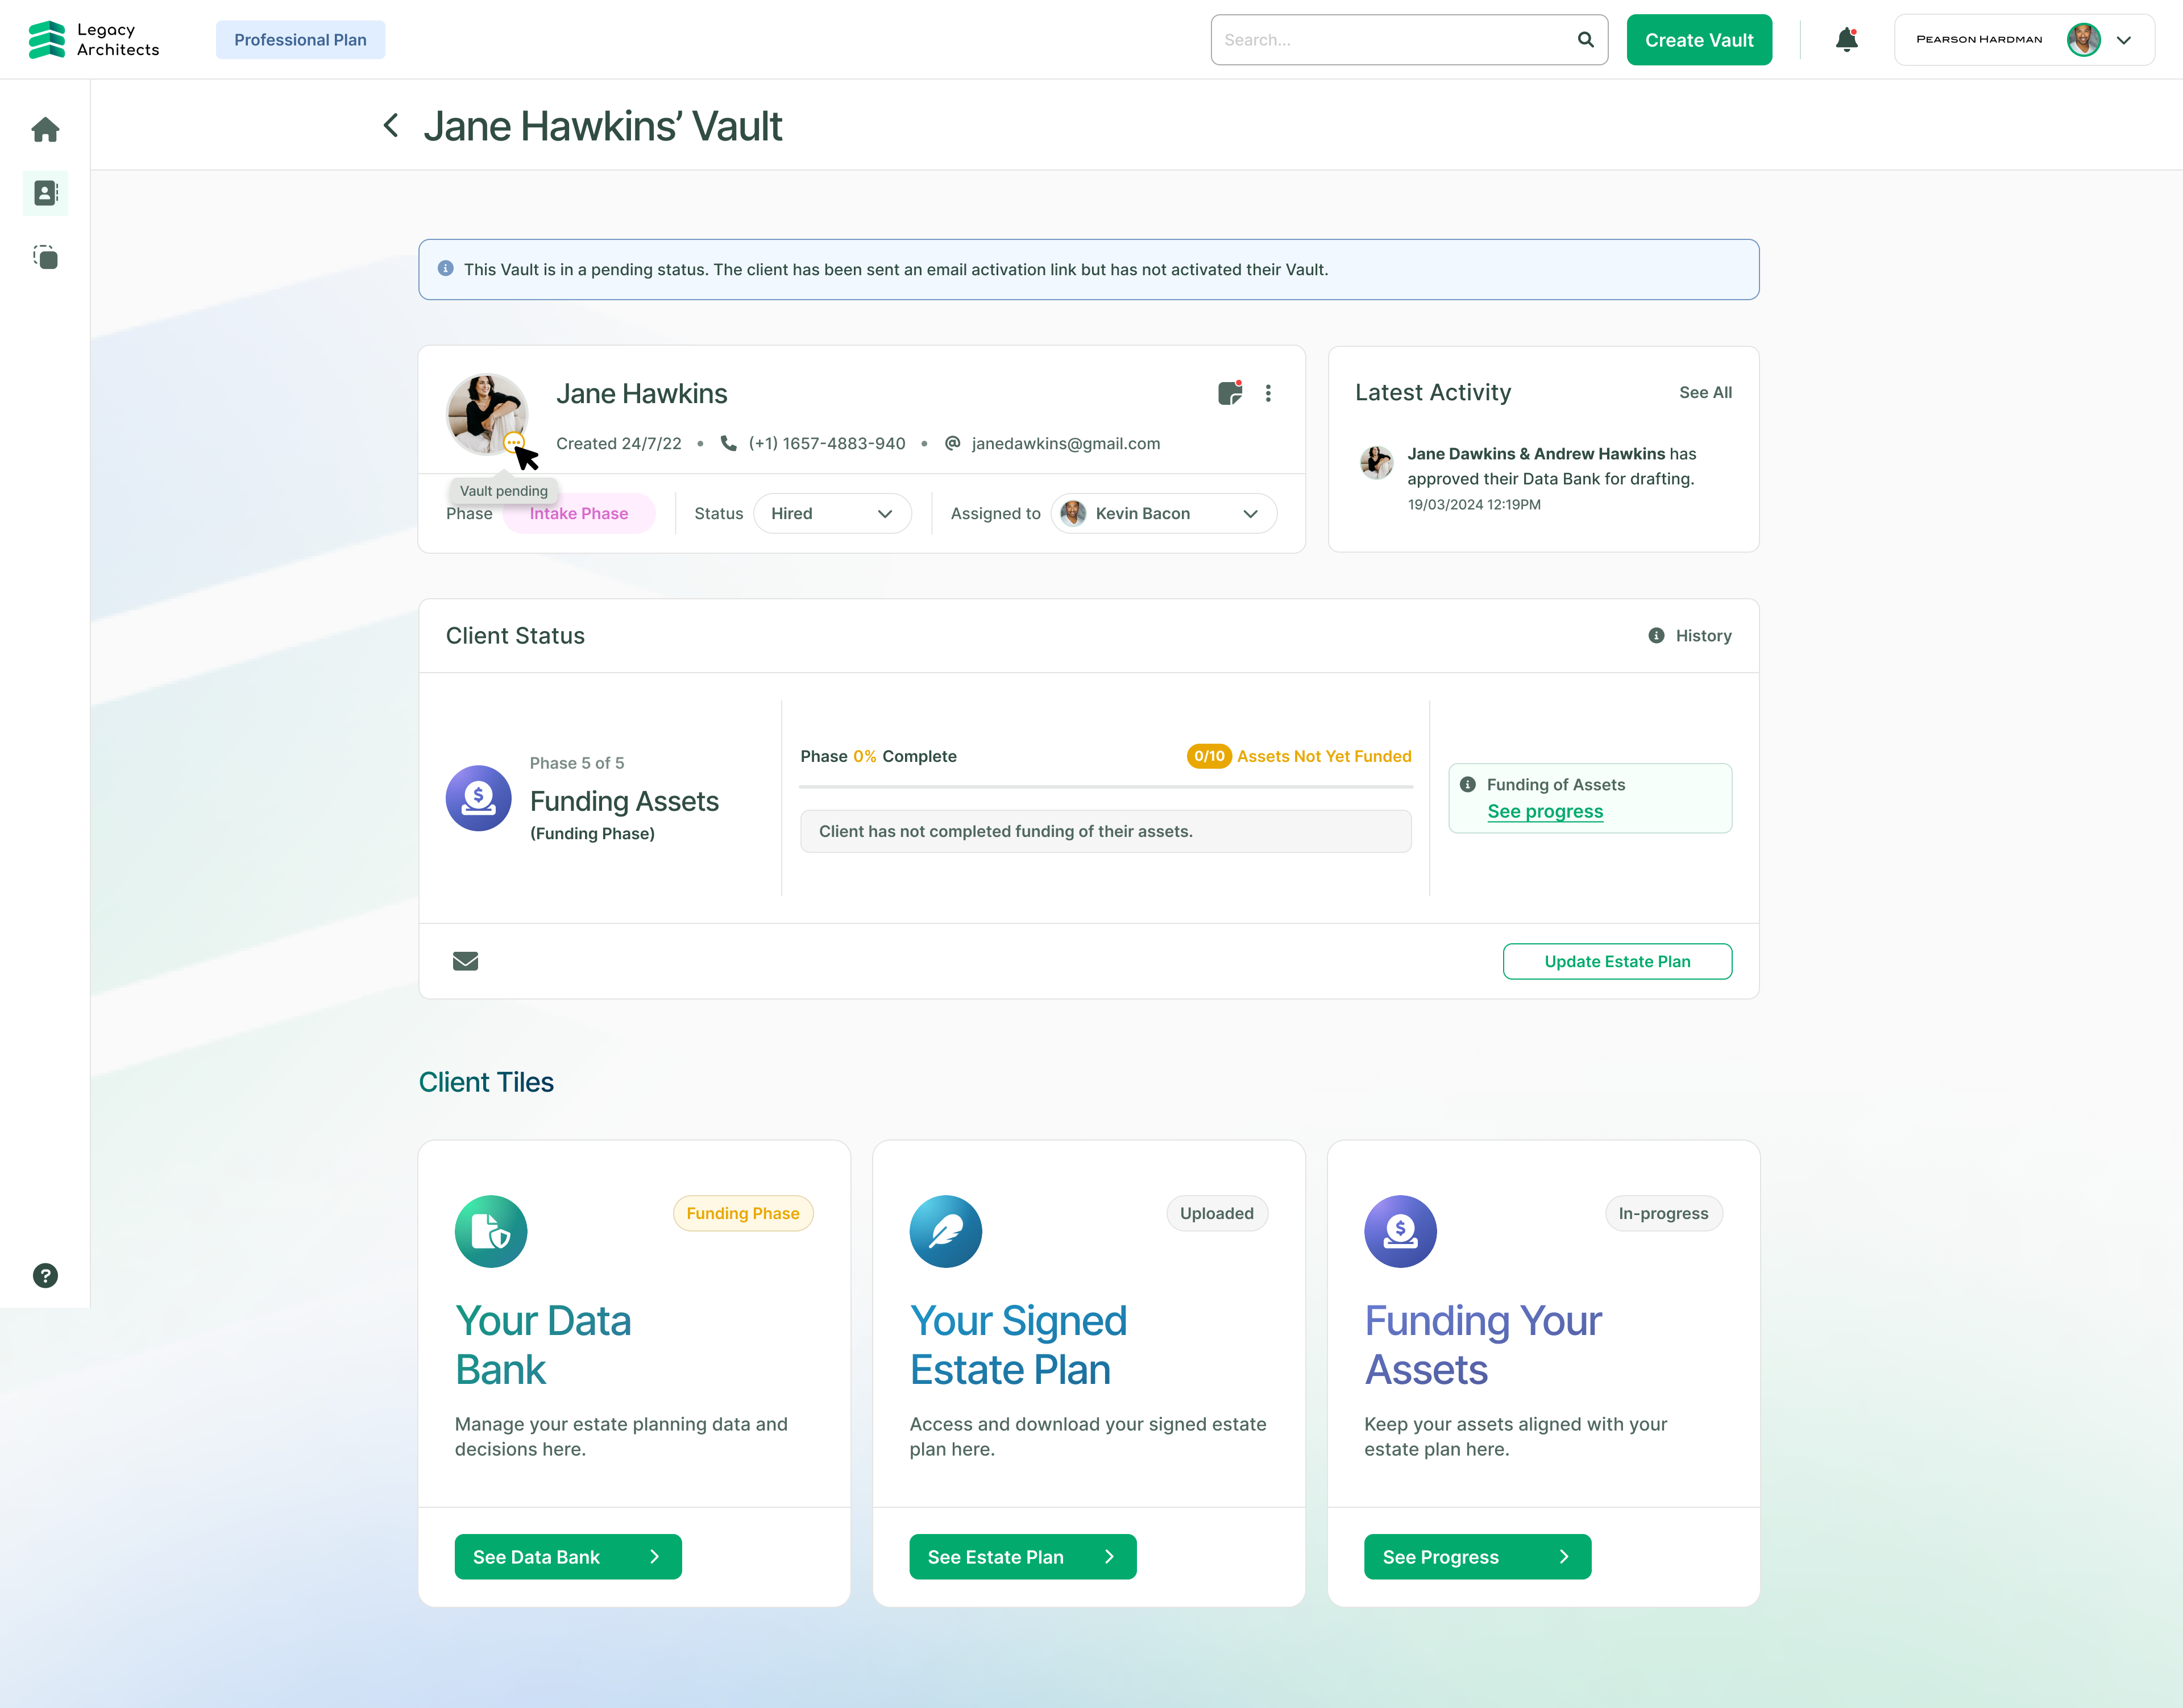 Legacy
Architects
Professional Plan
Search...
Create Vault
PEARSON HARDMAN
Jane Hawkins’ Vault
This Vault is in a pending status. The client has been sent an email activation link but has not activated their Vault.
Jane Hawkins
Created 24/7/22 • (+1) 1657-4883-940 • janedawkins@gmail.com
Vault pending
Phase Intake Phase Status Hired Assigned to Kevin Bacon
Latest Activity See All
Jane Dawkins & Andrew Hawkins has
approved their Data Bank for drafting.
19/03/2024 12:19PM
Client Status
History
Phase 5 of 5
Funding Assets
(Funding Phase)
Phase 0% Complete
0/10 Assets Not Yet Funded
Client has not completed funding of their assets.
Funding of Assets
See progress
Update Estate Plan
Client Tiles
Funding Phase
Your Data
Bank
Manage your estate planning data and
decisions here.
See Data Bank
Uploaded
Your Signed
Estate Plan
Access and download your signed estate
plan here.
See Estate Plan
In-progress
Funding Your
Assets
Keep your assets aligned with your
estate plan here.
See Progress